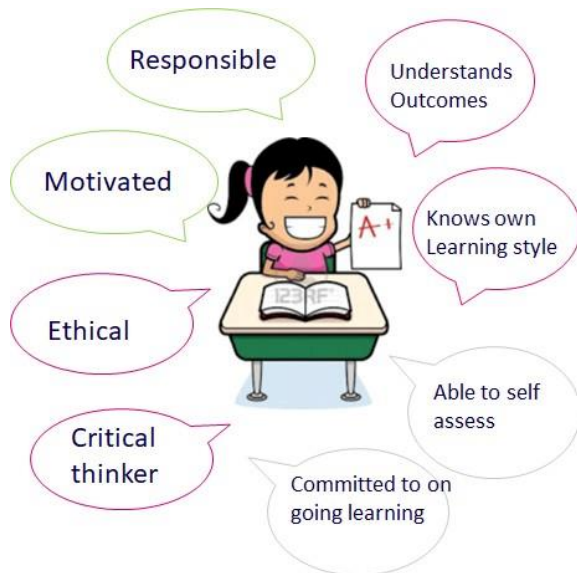 Responsible
Understands
Outcomes
Motivated
A+
Knows own
Learning style
123RF
Ethical
Able to self
assess
Critical
thinker
Committed to on
going learning